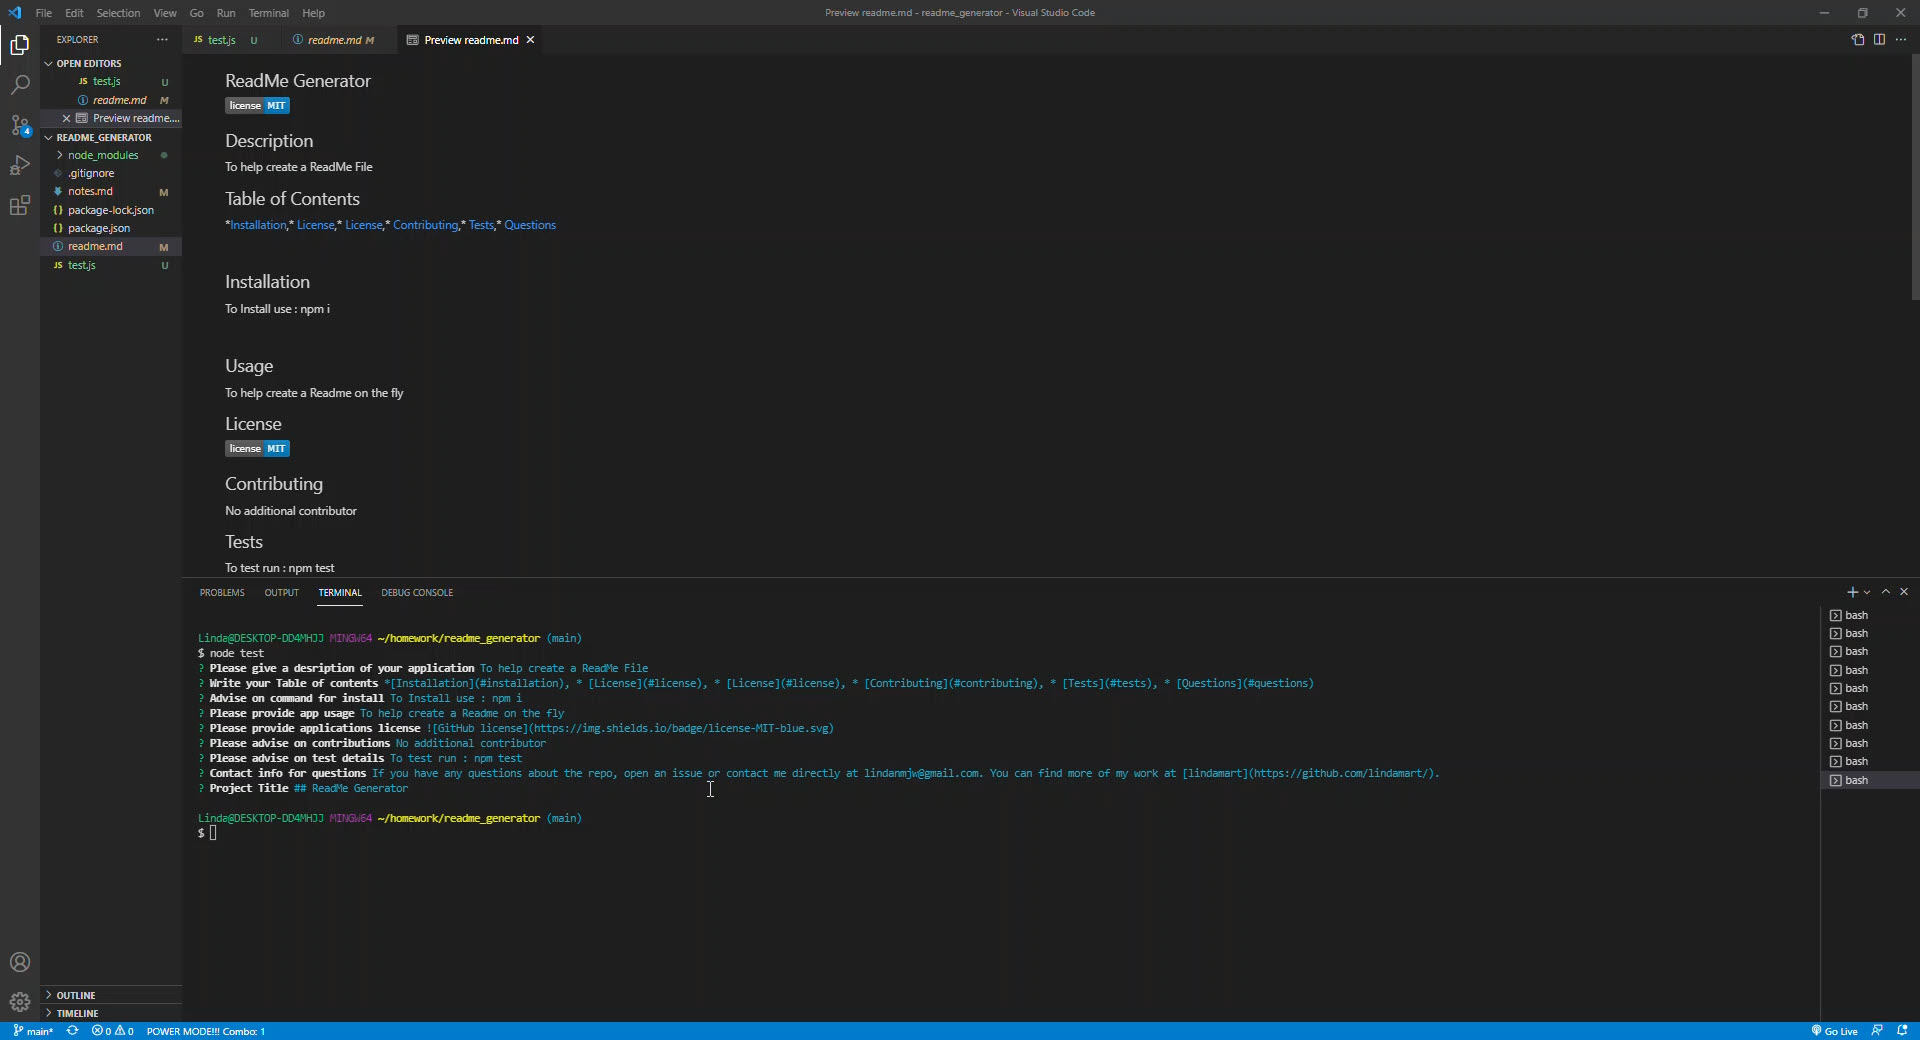 File Edit Selection View Go Run Terminal Help
Preview readme.md - readme_generator - Visual Studio Code
EXPLORER
JS test.js U
readme.md M
Preview readme.md
OPEN EDITORS
JS test.js U
readme.md M
Preview readme....
README_GENERATOR
node_modules
.gitignore
notes.md M
{} package-lock.json
{} package.json
readme.md M
JS test.js U
ReadMe Generator
license MIT
Description
To help create a ReadMe File
Table of Contents
*Installation,* License,* License,* Contributing,* Tests,* Questions
Installation
To Install use : npm i
Usage
To help create a Readme on the fly
License
license MIT
Contributing
No additional contributor
Tests
To test run : npm test
PROBLEMS OUTPUT TERMINAL DEBUG CONSOLE
Linda@DESKTOP-DD4MHJJ MINGW64 ~/homework/readme_generator (main)
$ node test
? Please give a desription of your application To help create a ReadMe File
? Write your Table of contents *[Installation](#installation), * [License](#license), * [License](#license), * [Contributing](#contributing), * [Tests](#tests), * [Questions](#questions)
? Advise on command for install To Install use : npm i
? Please provide app usage To help create a Readme on the fly
? Please provide applications license ![GitHub license](https://img.shields.io/badge/license-MIT-blue.svg)
? Please advise on contributions No additional contributor
? Please advise on test details To test run : npm test
? Contact info for questions If you have any questions about the repo, open an issue or contact me directly at lindanmjw@gmail.com. You can find more of my work at [lindamart](https://github.com/lindamart/).
? Project Title ## ReadMe Generator
Linda@DESKTOP-DD4MHJJ MINGW64 ~/homework/readme_generator (main)
$
bash
bash
bash
bash
bash
bash
bash
bash
bash
bash
4
OUTLINE
TIMELINE
main* 0 0 POWER MODE!!! Combo: 1
Go Live